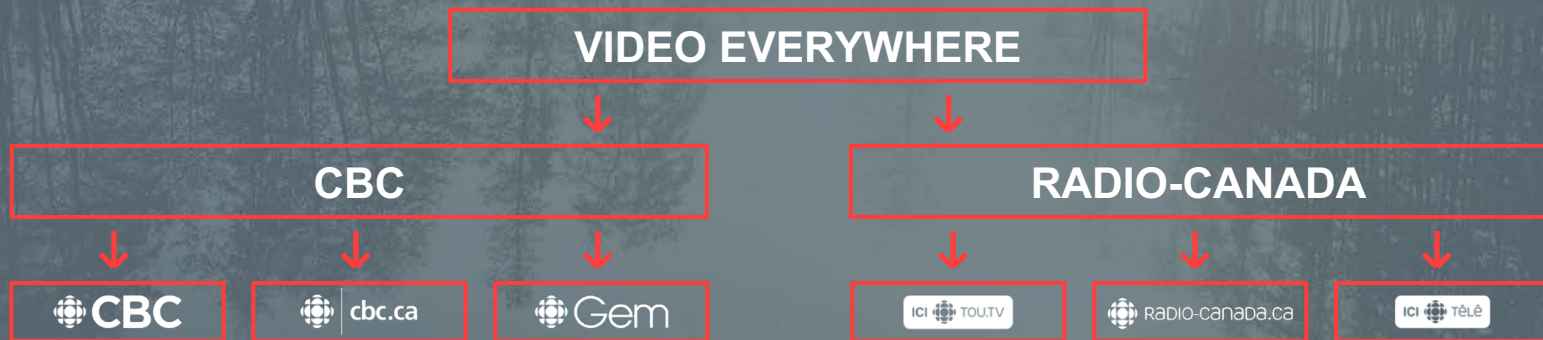 VIDEO EVERYWHERE
CBC
RADIO-CANADA
CBC
cbc.ca
Gem
ICI TOU.TV
RaDIO-CanaDa.Ca
ICI TÉLÉ